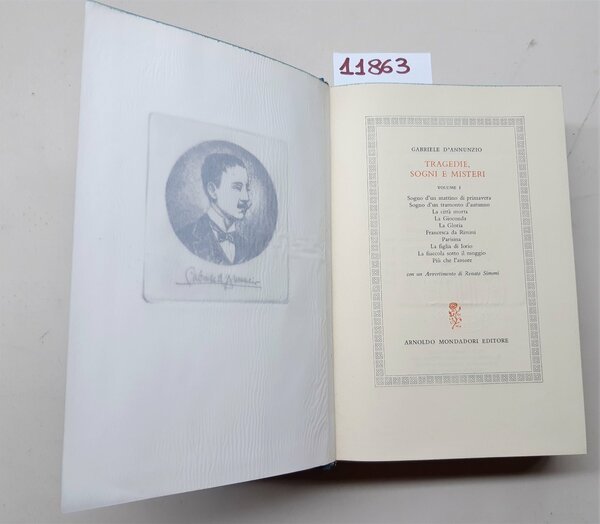 11863
Gabriele d'Annunzio
GABRIELE D'ANNUNZIO
TRAGEDIE,
SOGNI E MISTERI
VOLUME I
Sogno d'un mattino di primavera
Sogno d'un tramonto d'autunno
La città morta
La Gioconda
La Gloria
Francesca da Rimini
Parisina
La figlia di Iorio
La fiaccola sotto il moggio
Più che l'amore
con un Avvertimento di Renato Simoni
ARNOLDO MONDADORI EDITORE